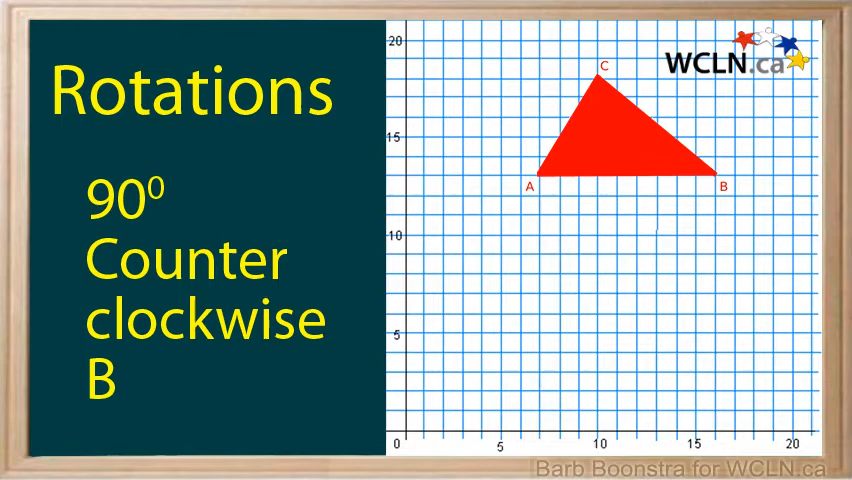 Rotations
90⁰
Counter
clockwise
B
WCLN.ca
20
15
10
5
0
5
10
15
20
C
A
B
Barb Boonstra for WCLN.ca